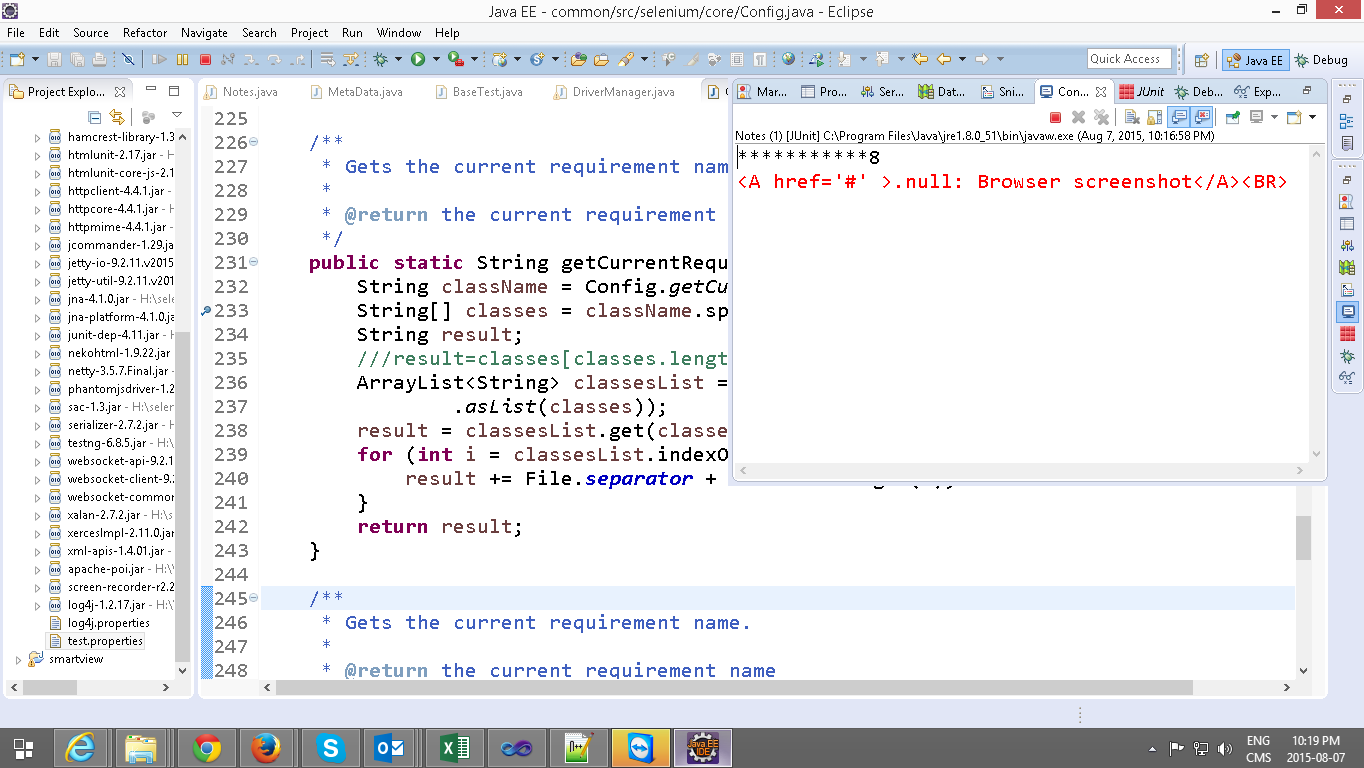 Java EE - common/src/selenium/core/Config.java - Eclipse
File Edit Source Refactor Navigate Search Project Run Window Help
Quick Access
Java EE
Debug
Project Explo...
hamcrest-library-1.3
htmlunit-2.17.jar - H
htmlunit-core-js-2.1
httpclient-4.4.1.jar -
httpcore-4.4.1.jar -
httpmime-4.4.1.jar -
jcommander-1.29.ja
jetty-io-9.2.11.v2015
jetty-util-9.2.11.v201
jna-4.1.0.jar - H:\sele
jna-platform-4.1.0.ja
junit-dep-4.11.jar - H
nekohtml-1.9.22.jar
netty-3.5.7.Final.jar -
phantomjsdriver-1.2
sac-1.3.jar - H:\seler
serializer-2.7.2.jar -
testng-6.8.5.jar - H:\
websocket-api-9.2.1
websocket-client-9.
websocket-common
xalan-2.7.2.jar - H:\s
xercesImpl-2.11.0.jar
xml-apis-1.4.01.jar -
apache-poi.jar - H:\
screen-recorder-r2.2
log4j-1.2.17.jar - H:\
log4j.properties
test.properties
smartview
Notes.java MetaData.java BaseTest.java DriverManager.java
225
226 /**
227 * Gets the current requirement nam
228 *
229 * @return the current requirement
230 */
231 public static String getCurrentRequ
232 String className = Config.getCu
233 String[] classes = className.sp
234 String result;
235 ///result=classes[classes.lengt
236 ArrayList<String> classesList =
237 .asList(classes));
238 result = classesList.get(classe
239 for (int i = classesList.indexO
240 result += File.separator +
241 }
242 return result;
243 }
244
245 /**
246 * Gets the current requirement name.
247 *
248 * @return the current requirement name
Mar... Pro... Ser... Dat... Sni... Con... JUnit Deb... Exp...
Notes (1) [JUnit] C:\Program Files\Java\jre1.8.0_51\bin\javaw.exe (Aug 7, 2015, 10:16:58 PM)
***********8
<A href='#' >.null: Browser screenshot</A><BR>
ENG
CMS
10:19 PM
2015-08-07